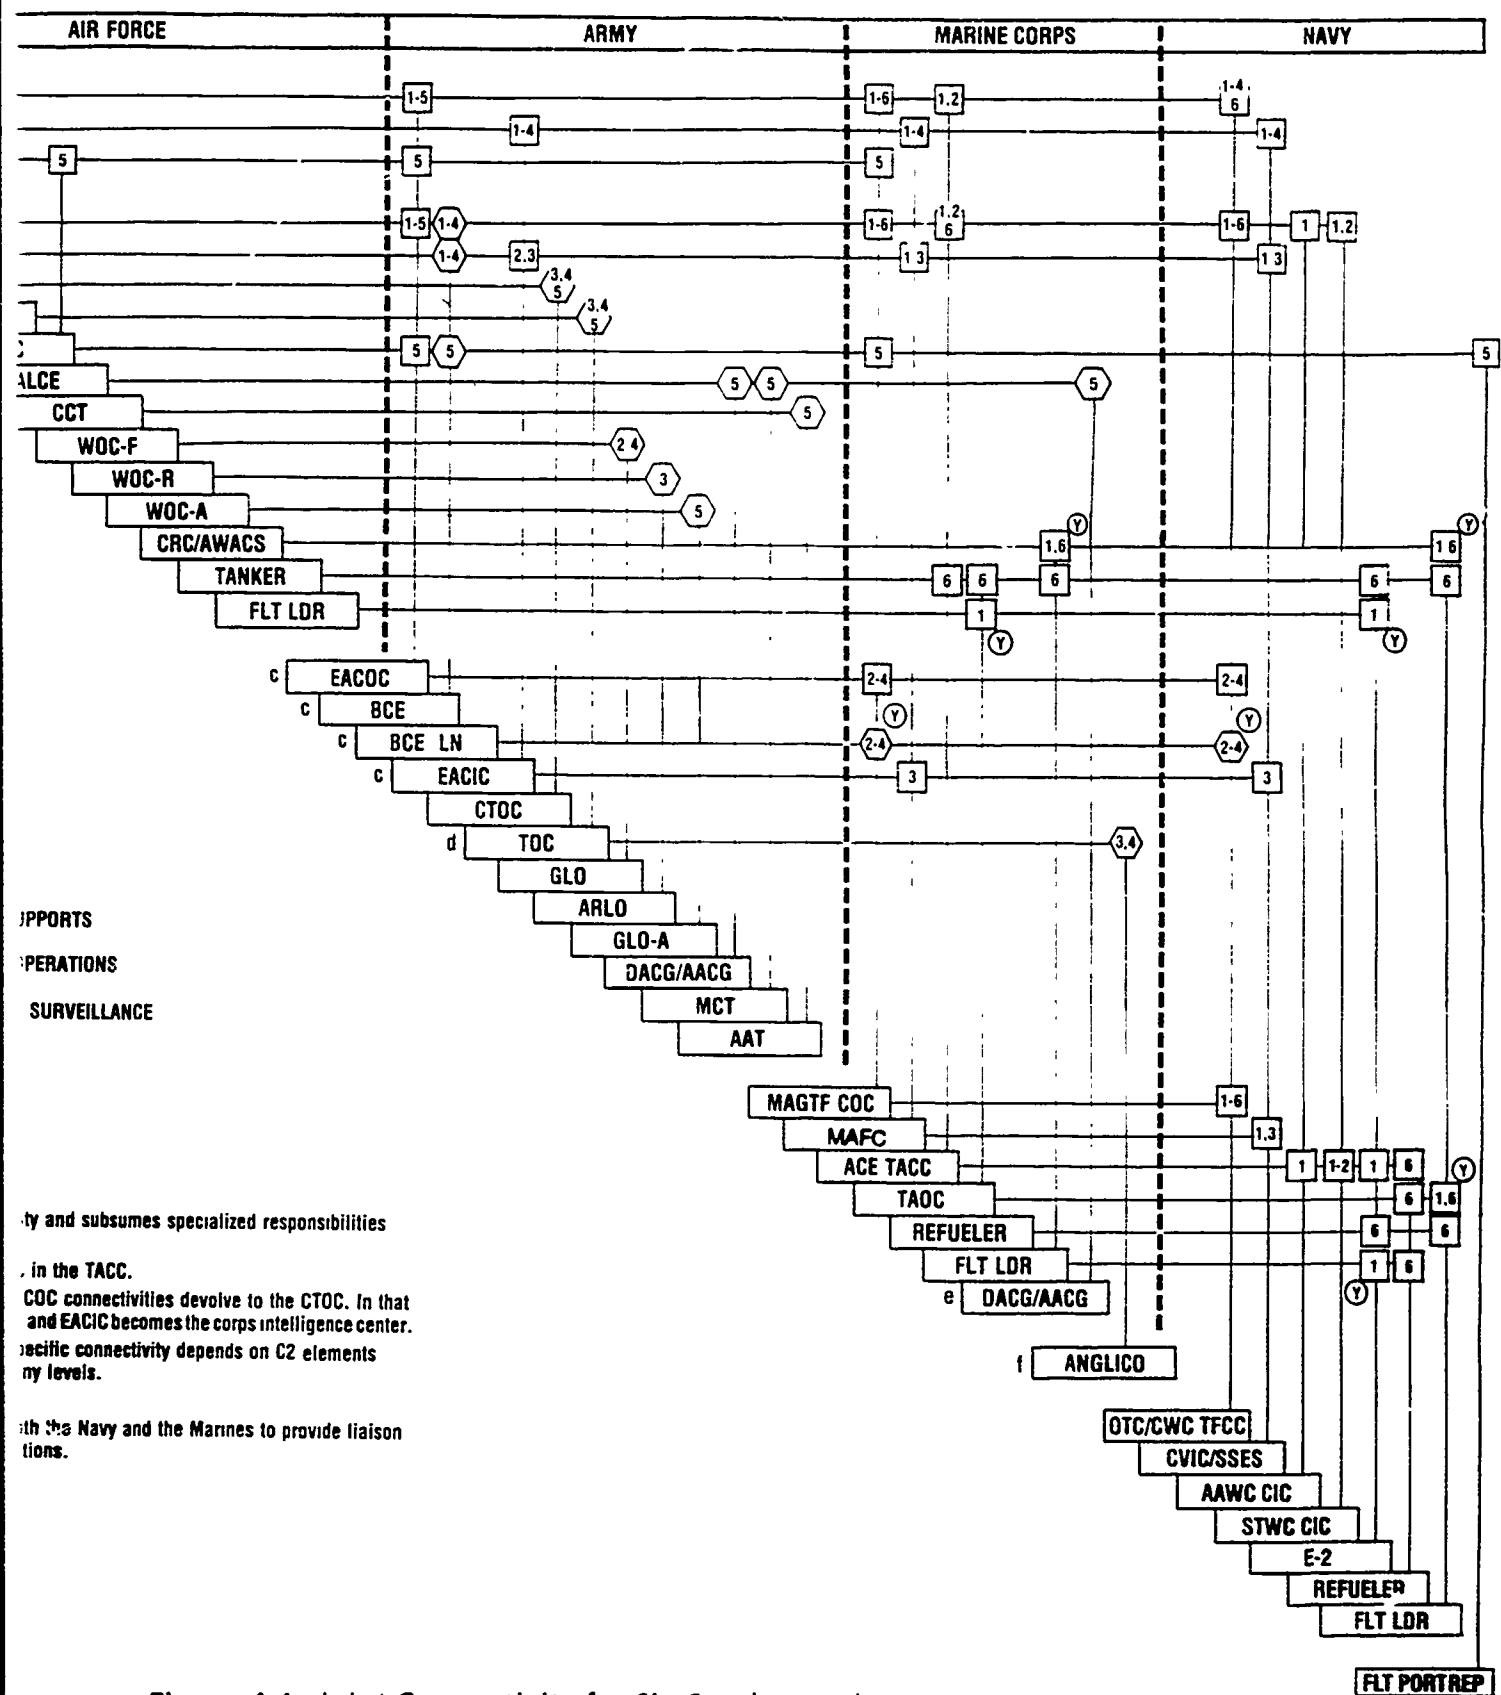 AIR FORCE ARMY MARINE CORPS NAVY
1-5 1-6 1.2 1-4 6
1-4 1-4 1-4
5 5 5
1-5 1-4 1-6 1.2 6 1-6 1 1.2
1-4 2.3 1 3 1 3
3.4 5
3.4 5
5 5 5 5
ALCE 5 5 5
CCT 5
WOC-F 2 4
WOC-R 3
WOC-A 5
Y Y
CRC/AWACS 1.6 1 6
TANKER 6 6 6 6 6
FLT LDR 1 1
Y Y
c EACOC 2-4 2-4
c BCE Y Y
c BCE LN 2-4 2-4
c EACIC 3 3
CTOC
d TOC 3,4
GLO
ARLO
PPORTS
GLO-A
PERATIONS
DACG/AACG
SURVEILLANCE
MCT
AAT
MAGTF COC 1-6
MAFC 1,3
ACE TACC 1 1-2 1 6 Y
TAOC 6 1,6
ty and subsumes specialized responsibilities
REFUELER 6 6
FLT LDR 1 6
in the TACC.
e DACG/AACG Y
COC connectivities devolve to the CTOC. In that
and EACIC becomes the corps intelligence center.
ecific connectivity depends on C2 elements
ny levels.
f ANGLICO
th the Navy and the Marines to provide liaison
tions.
OTC/CWC TFCC
CVIC/SSES
AAWC CIC
STWC CIC
E-2
REFUELER
FLT LDR
FLT PORTREP